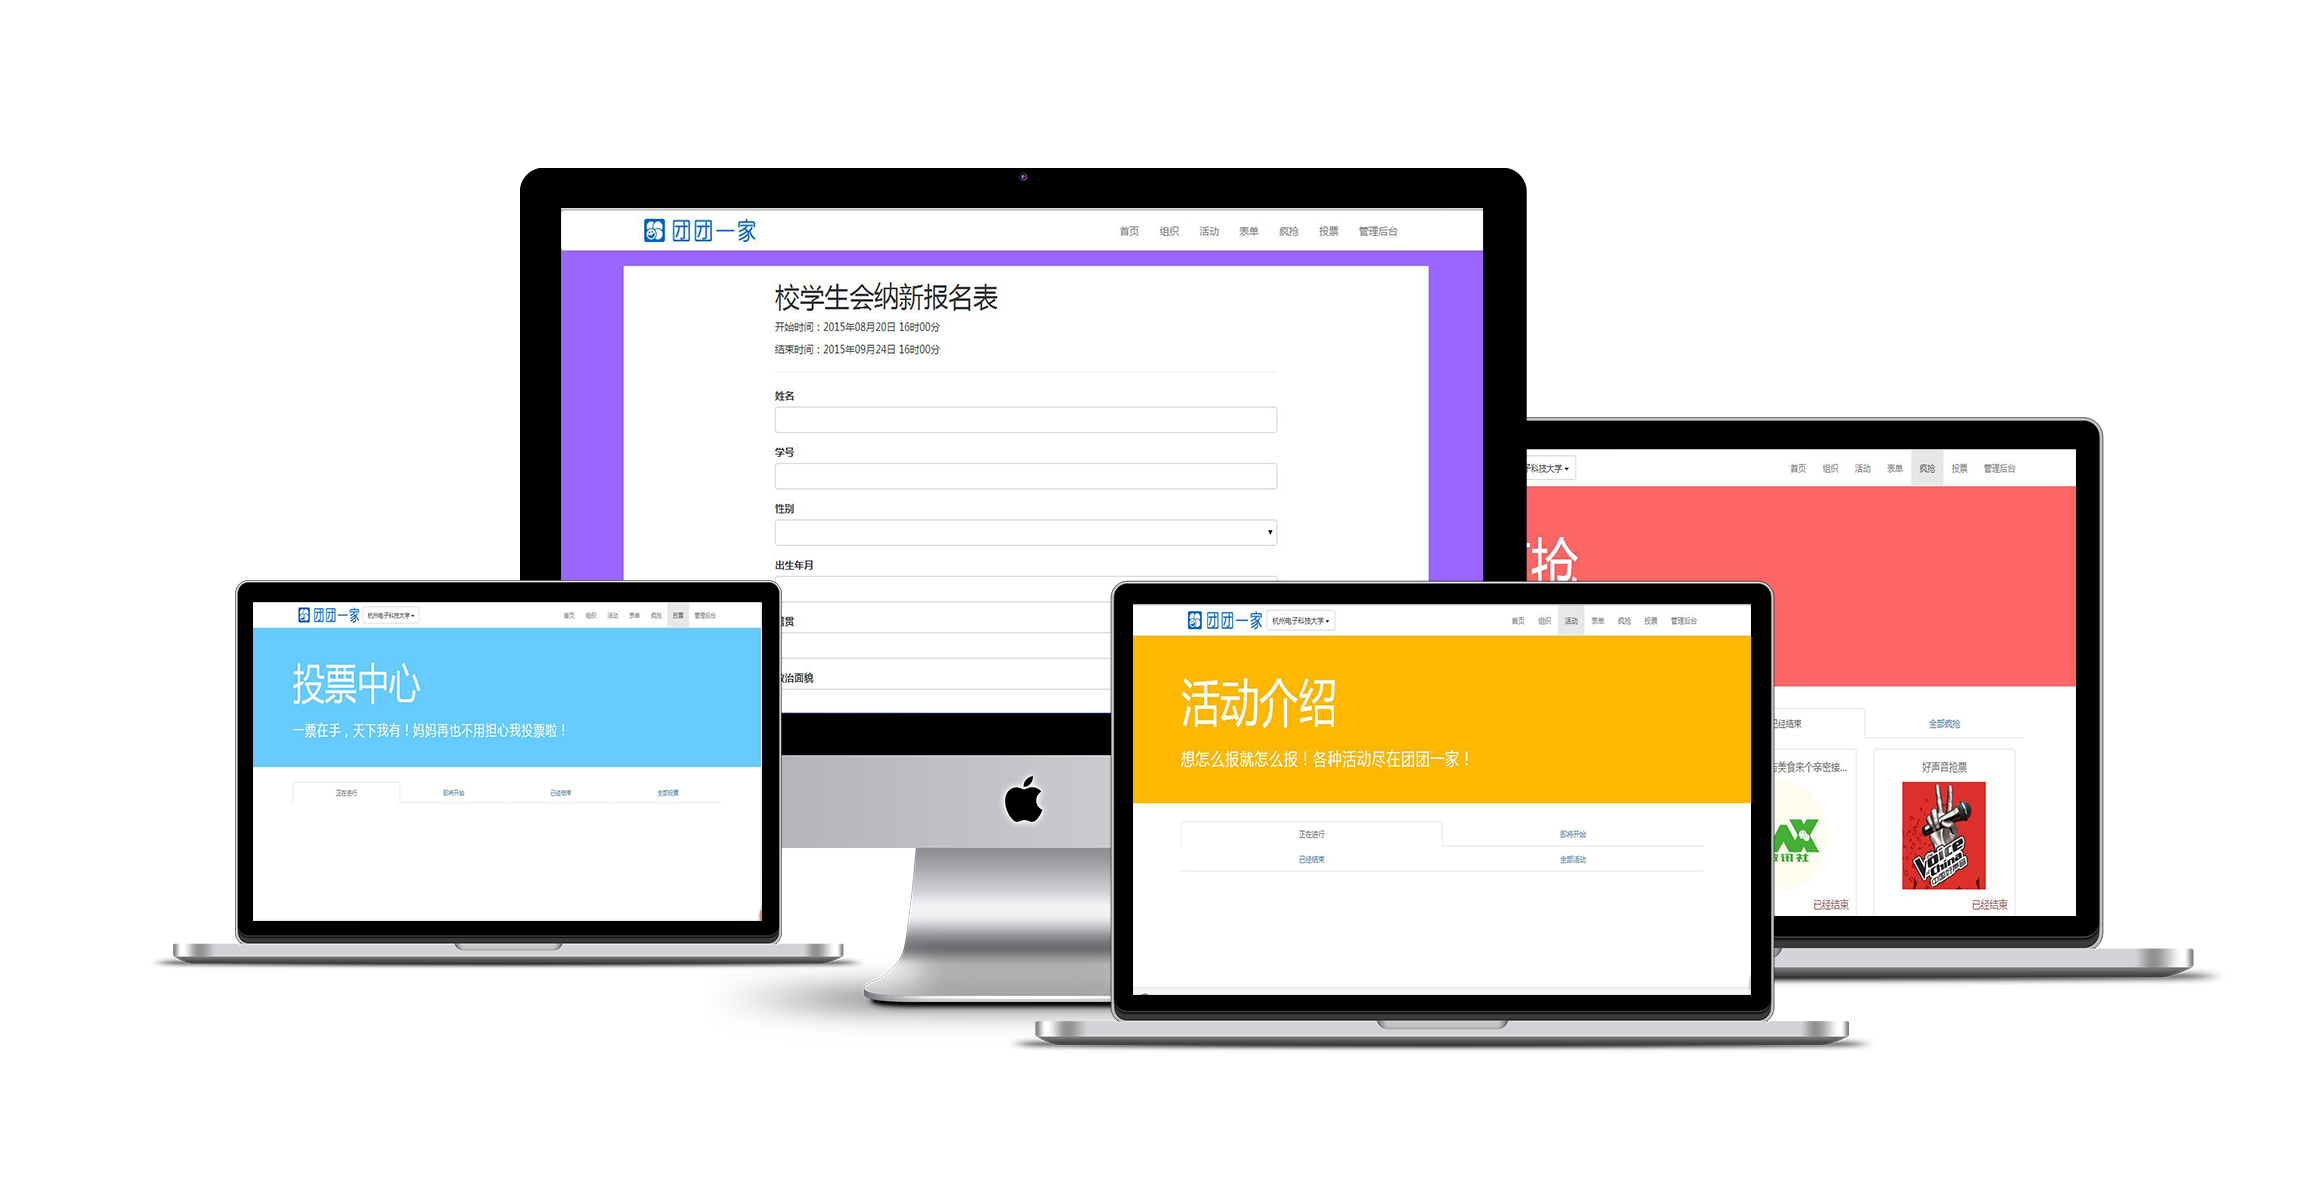 团团一家
首页 组织 活动 表单 疯抢 投票 管理后台
校学生会纳新报名表
开始时间：2015年08月20日 16时00分
结束时间：2015年09月24日 16时00分
姓名
学号
性别
出生年月
贯
治面貌
团团一家 杭州电子科技大学
首页 组织 活动 表单 疯抢 投票 管理后台
投票中心
一票在手，天下我有！妈妈再也不用担心我投票啦！
正在进行 即将开始 已经结束 全部投票
团团一家 杭州电子科技大学
首页 组织 活动 表单 疯抢 投票 管理后台
活动介绍
想怎么报就怎么报！各种活动尽在团团一家！
正在进行 即将开始
已经结束 全部活动
子科技大学
首页 组织 活动 表单 疯抢 投票 管理后台
抢
已经结束 全部疯抢
与美食来个亲密接...
好声音抢票
讯社
The Voice of China
中国好声音
已经结束 已经结束